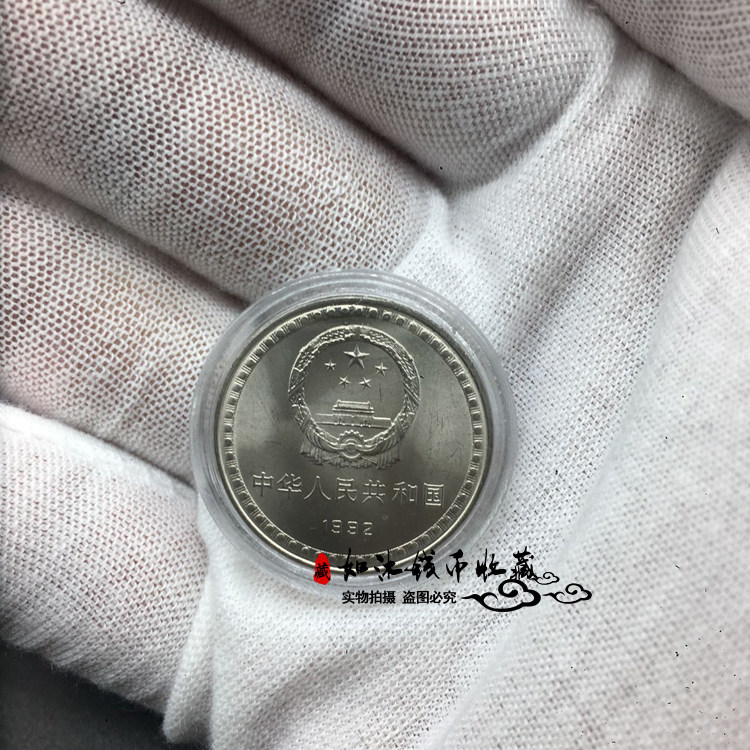 中华人民共和国
1992
藏
如沐钱币收藏
实物拍摄 盗图必究